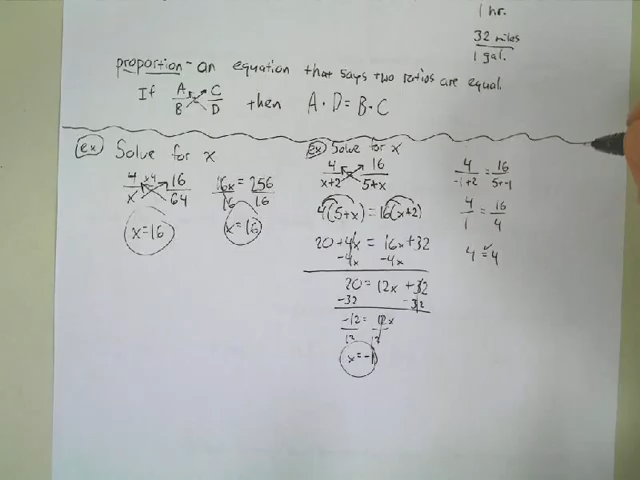 1 hr.
32 miles
1 gal.
proportion - an equation that says two ratios are equal.
If A/B = C/D then A · D = B · C
ex Solve for x
4/x = 16/64 x4
16x = 256
16 16
x = 16
x = 16
ex Solve for x
4/x+2 = 16/5+x
4(5+x) = 16(x+2)
20 + 4x = 16x + 32
-4x -4x
20 = 12x + 32
-32 -32
-12 = 12x
12 12
x = -1
4/-1+2 = 16/5+-1
4/1 = 16/4
4 = 4